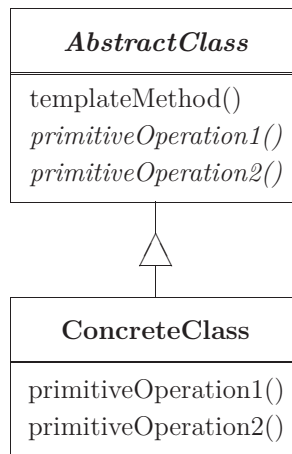 AbstractClass
templateMethod()
primitiveOperation1()
primitiveOperation2()
ConcreteClass
primitiveOperation1()
primitiveOperation2()